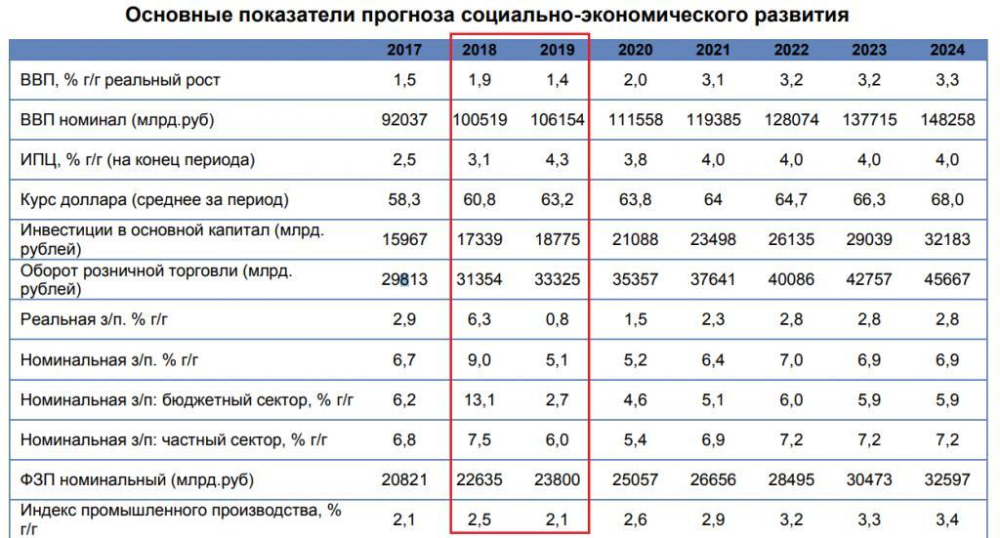 Основные показатели прогноза социально-экономического развития
2017 2018 2019 2020 2021 2022 2023 2024
ВВП, % г/г реальный рост 1,5 1,9 1,4 2,0 3,1 3,2 3,2 3,3
ВВП номинал (млрд.руб) 92037 100519 106154 111558 119385 128074 137715 148258
ИПЦ, % г/г (на конец периода) 2,5 3,1 4,3 3,8 4,0 4,0 4,0 4,0
Курс доллара (среднее за период) 58,3 60,8 63,2 63,8 64 64,7 66,3 68,0
Инвестиции в основной капитал (млрд.
рублей) 15967 17339 18775 21088 23498 26135 29039 32183
Оборот розничной торговли (млрд.
рублей) 29813 31354 33325 35357 37641 40086 42757 45667
Реальная з/п. % г/г 2,9 6,3 0,8 1,5 2,3 2,8 2,8 2,8
Номинальная з/п. % г/г 6,7 9,0 5,1 5,2 6,4 7,0 6,9 6,9
Номинальная з/п: бюджетный сектор, % г/г 6,2 13,1 2,7 4,6 5,1 6,0 5,9 5,9
Номинальная з/п: частный сектор, % г/г 6,8 7,5 6,0 5,4 6,9 7,2 7,2 7,2
ФЗП номинальный (млрд.руб) 20821 22635 23800 25057 26656 28495 30473 32597
Индекс промышленного производства, %
г/г 2,1 2,5 2,1 2,6 2,9 3,2 3,3 3,4